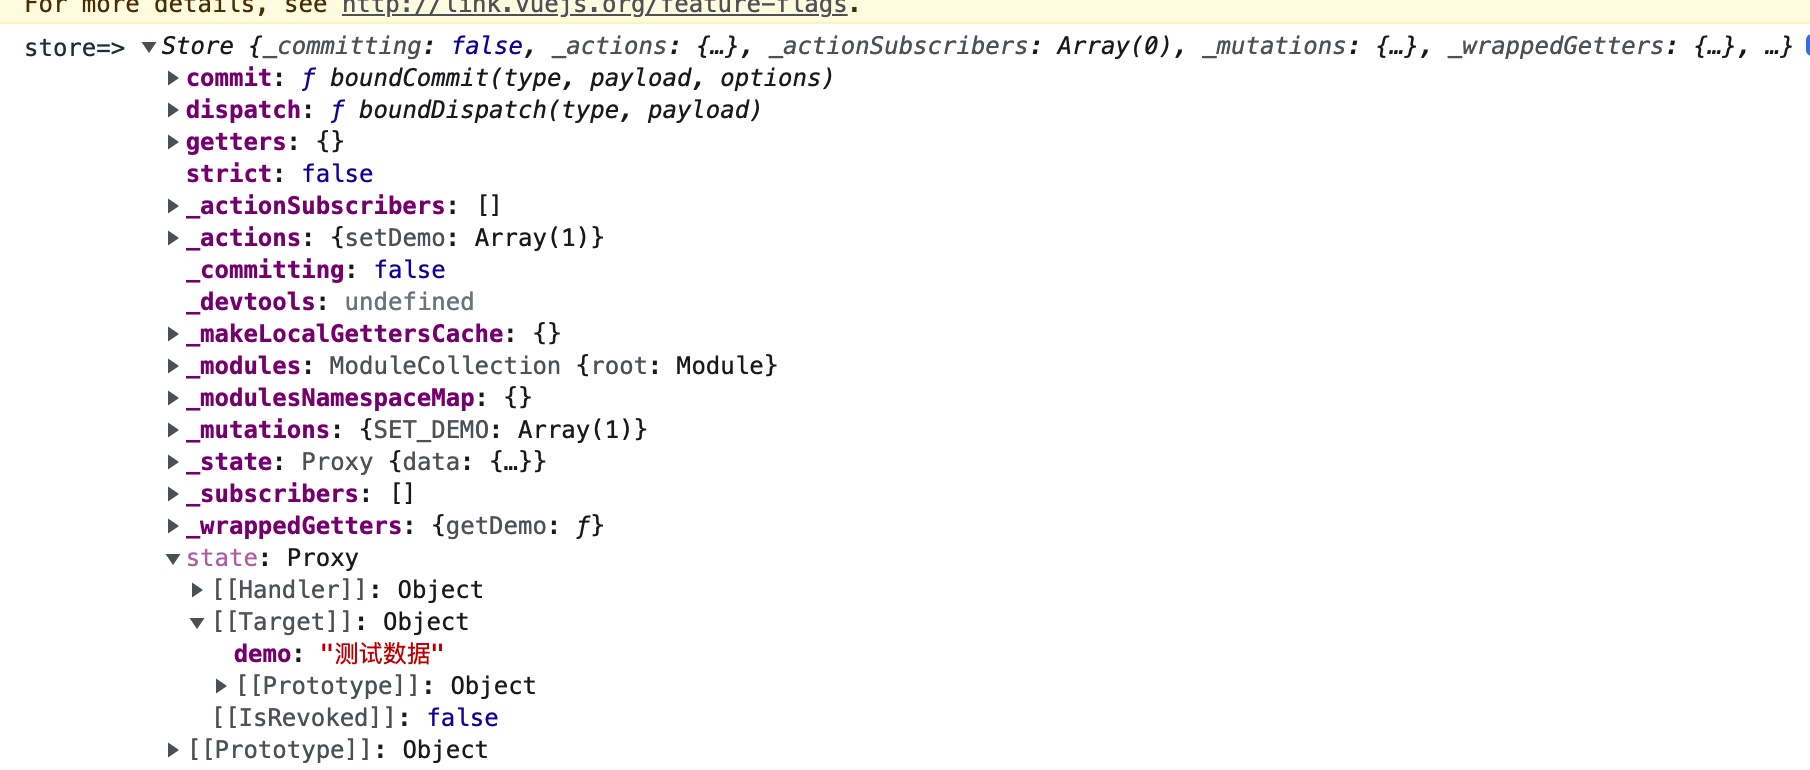 For more details, see http://link.vuejs.org/feature-flags.
store=> ▼Store {_committing: false, _actions: {…}, _actionSubscribers: Array(0), _mutations: {…}, _wrappedGetters: {…}, …}
▶commit: ƒ boundCommit(type, payload, options)
▶dispatch: ƒ boundDispatch(type, payload)
▶getters: {}
strict: false
▶_actionSubscribers: []
▶_actions: {setDemo: Array(1)}
_committing: false
_devtools: undefined
▶_makeLocalGettersCache: {}
▶_modules: ModuleCollection {root: Module}
▶_modulesNamespaceMap: {}
▶_mutations: {SET_DEMO: Array(1)}
▶_state: Proxy {data: {…}}
▶_subscribers: []
▶_wrappedGetters: {getDemo: ƒ}
▼state: Proxy
▶[[Handler]]: Object
▼[[Target]]: Object
demo: "测试数据"
▶[[Prototype]]: Object
[[IsRevoked]]: false
▶[[Prototype]]: Object